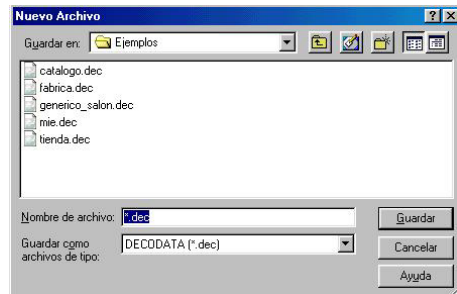 Nuevo Archivo
Guardar en: Ejemplos
catalogo.dec
fabrica.dec
generico_salon.dec
mie.dec
tienda.dec
Nombre de archivo: *.dec Guardar
Guardar como archivos de tipo: DECODATA (*.dec) Cancelar
Ayuda